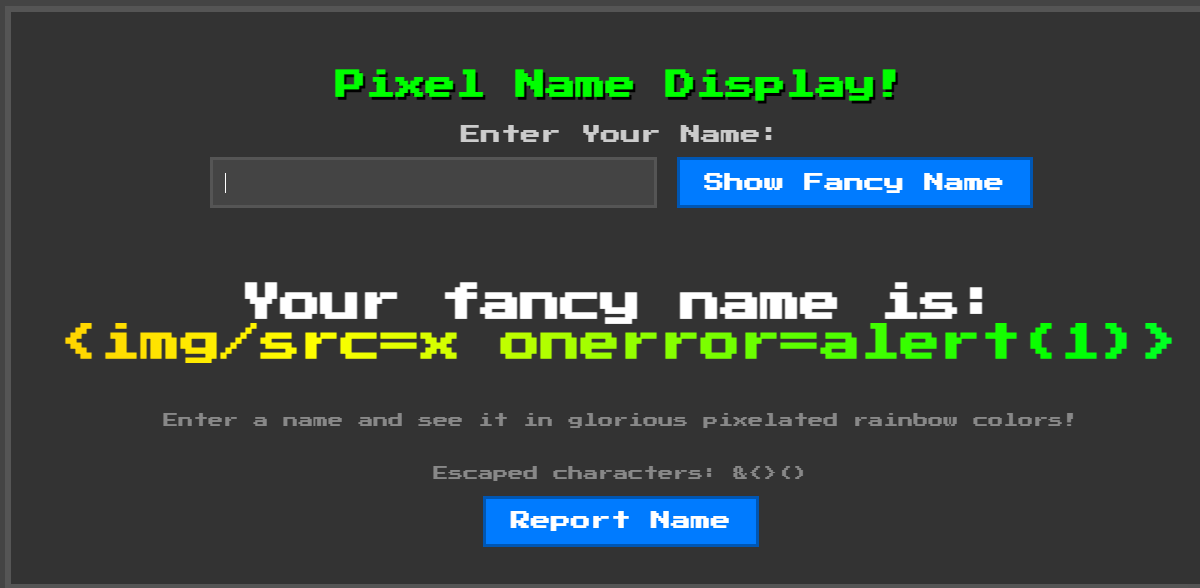 Pixel Name Display!
Enter Your Name:
Show Fancy Name
Your fancy name is:
<img/src=x onerror=alert(1)>
Enter a name and see it in glorious pixelated rainbow colors!
Escaped characters: &<>()
Report Name